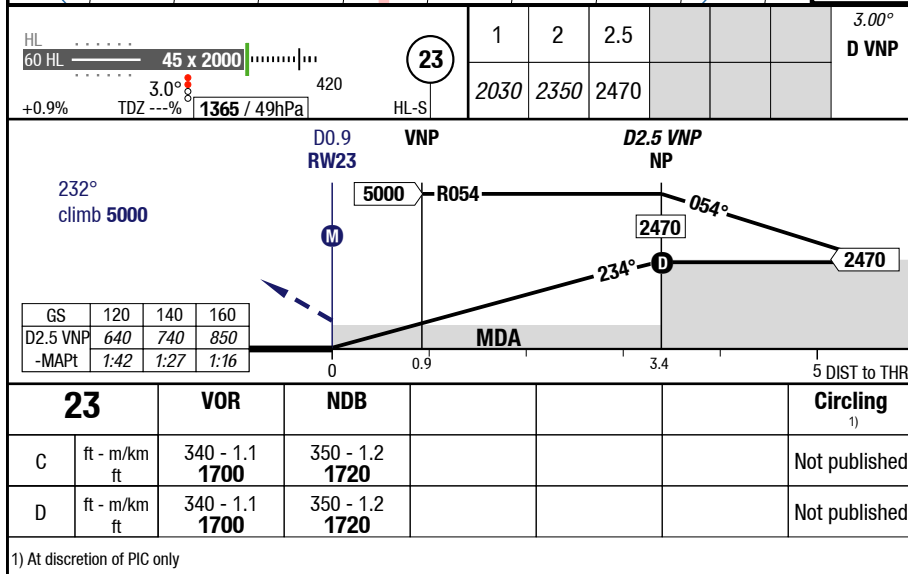 HL
60 HL 45 x 2000
3.0° 420
+0.9% TDZ ---% 1365 / 49hPa HL-S
23
1 2 2.5 3.00°
D VNP
2030 2350 2470
D0.9 VNP D2.5 VNP
RW23 NP
232°
climb 5000
5000 R054 054°
M
2470
234° D 2470
MDA
GS 120 140 160
D2.5 VNP 640 740 850
-MAPt 1:42 1:27 1:16
0 0.9 3.4 5 DIST to THR
23 VOR NDB Circling
1)
C ft - m/km 340 - 1.1 350 - 1.2 Not published
ft 1700 1720
D ft - m/km 340 - 1.1 350 - 1.2 Not published
ft 1700 1720
1) At discretion of PIC only